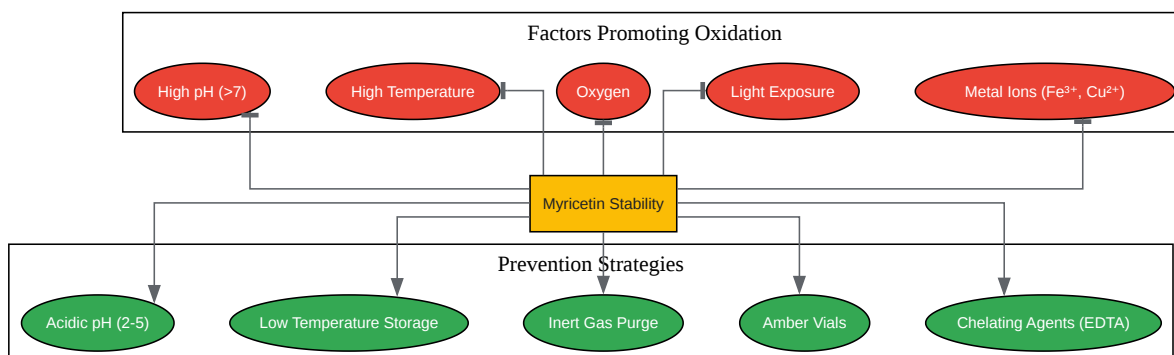 Factors Promoting Oxidation
High pH (>7)
High Temperature
Oxygen
Light Exposure
Metal Ions (Fe³⁺, Cu²⁺)
Myricetin Stability
Prevention Strategies
Acidic pH (2-5)
Low Temperature Storage
Inert Gas Purge
Amber Vials
Chelating Agents (EDTA)